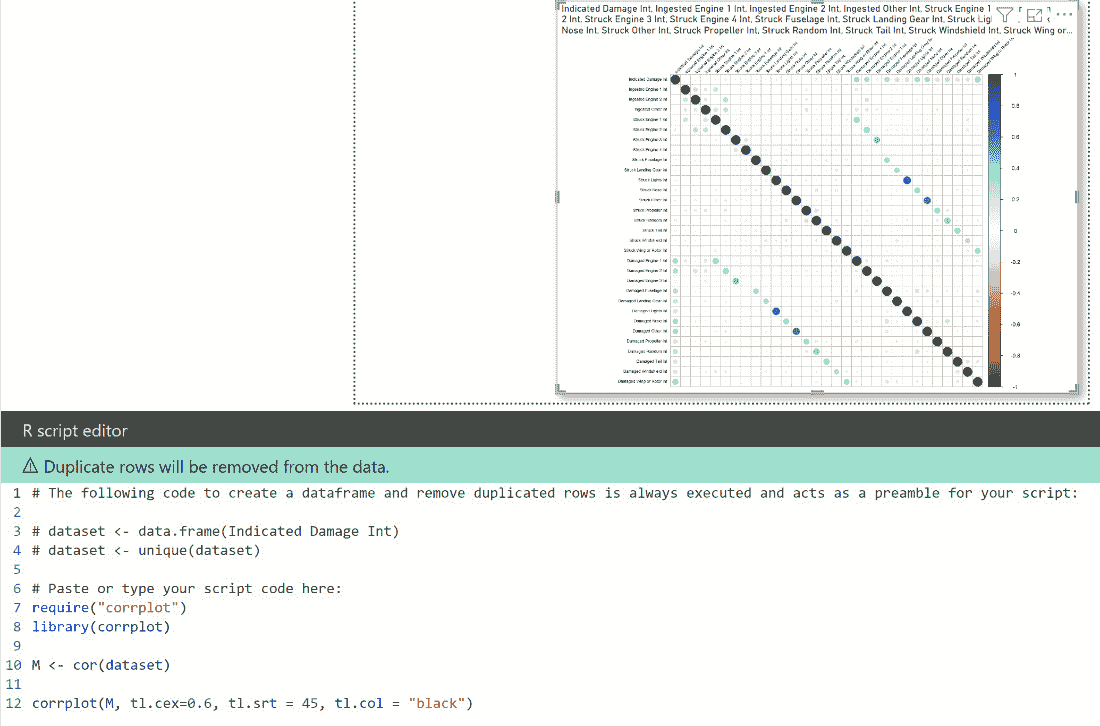 Indicated Damage Int, Ingested Engine 1 Int, Ingested Engine 2 Int, Ingested Other Int, Struck Engine 1
2 Int, Struck Engine 3 Int, Struck Engine 4 Int, Struck Fuselage Int, Struck Landing Gear Int, Struck Ligh
Nose Int, Struck Other Int, Struck Propeller Int, Struck Random Int, Struck Tail Int, Struck Windshield Int, Struck Wing or...
Indicated Damage Int
Ingested Engine 1 Int
Ingested Engine 2 Int
Ingested Other Int
Struck Engine 1 Int
Struck Engine 2 Int
Struck Engine 3 Int
Struck Engine 4 Int
Struck Fuselage Int
Struck Landing Gear Int
Struck Lights Int
Struck Nose Int
Struck Other Int
Struck Propeller Int
Struck Random Int
Struck Tail Int
Struck Windshield Int
Struck Wing or Rotor Int
Damaged Engine 1 Int
Damaged Engine 2 Int
Damaged Engine 3 Int
Damaged Fuselage Int
Damaged Landing Gear Int
Damaged Lights Int
Damaged Nose Int
Damaged Other Int
Damaged Propeller Int
Damaged Random Int
Damaged Tail Int
Damaged Windshield Int
Damaged Wing or Rotor Int
1
0.8
0.6
0.4
0.2
0
-0.2
-0.4
-0.6
-0.8
-1
R script editor
Duplicate rows will be removed from the data.
1 # The following code to create a dataframe and remove duplicated rows is always executed and acts as a preamble for your script:
2
3 # dataset <- data.frame(Indicated Damage Int)
4 # dataset <- unique(dataset)
5
6 # Paste or type your script code here:
7 require("corrplot")
8 library(corrplot)
9
10 M <- cor(dataset)
11
12 corrplot(M, tl.cex=0.6, tl.srt = 45, tl.col = "black")